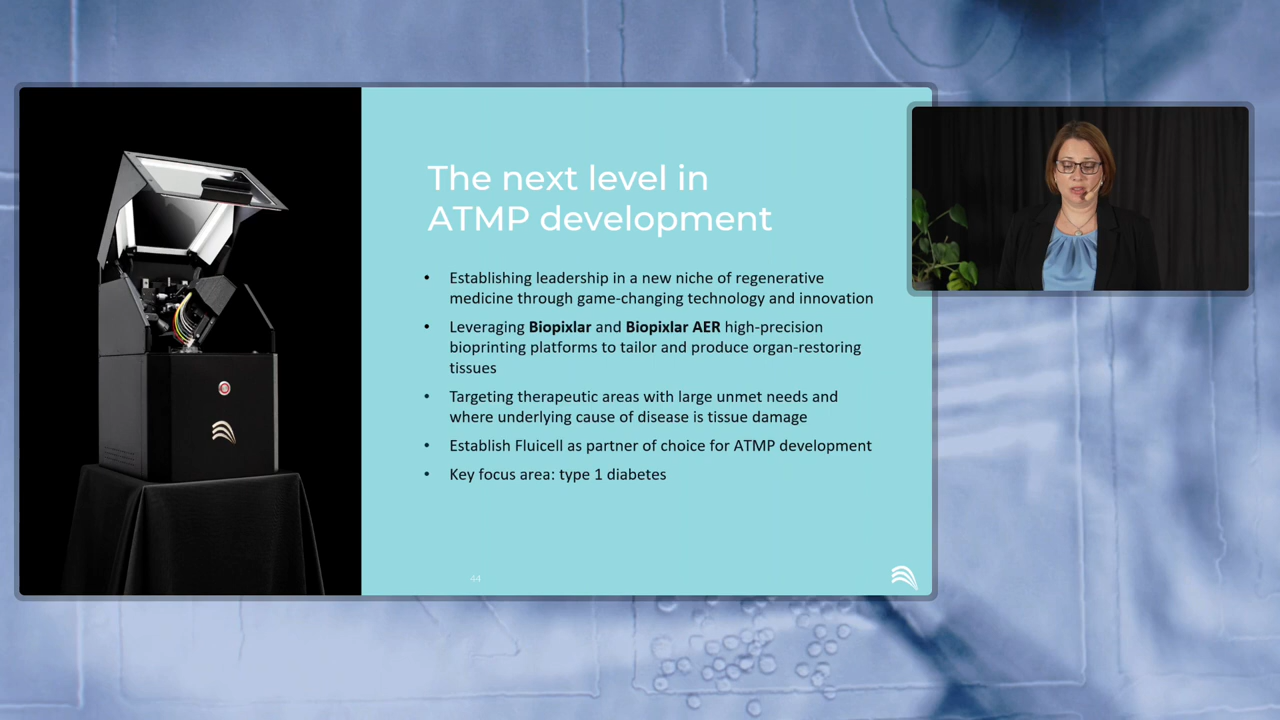 The next level in
ATMP development
• Establishing leadership in a new niche of regenerative
medicine through game-changing technology and innovation
• Leveraging Biopixlar and Biopixlar AER high-precision
bioprinting platforms to tailor and produce organ-restoring
tissues
• Targeting therapeutic areas with large unmet needs and
where underlying cause of disease is tissue damage
• Establish Fluicell as partner of choice for ATMP development
• Key focus area: type 1 diabetes
44